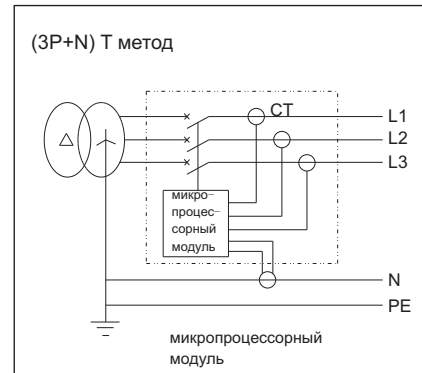 (3P+N) T метод
CT
L1
L2
L3
микро-
процес-
сорный
модуль
N
PE
микропроцессорный
модуль